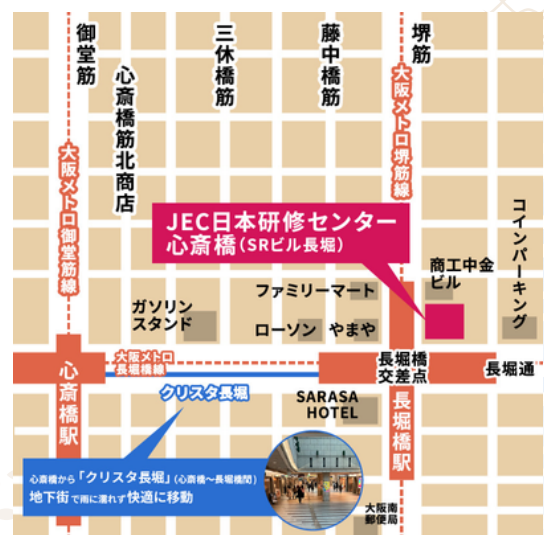 御堂筋
心斎橋筋北商店
三休橋筋
藤中橋筋
堺筋
大阪メトロ堺筋線
大阪メトロ御堂筋線
JEC日本研修センター
心斎橋(SRビル長堀)
コインパーキング
商工中金
ビル
ファミリーマート
ガソリン
スタンド
ローソン
やまや
大阪メトロ
長堀橋線
長堀橋
交差点
長堀通
クリスタ長堀
心斎橋駅
長堀橋駅
SARASA
HOTEL
心斎橋から「クリスタ長堀」(心斎橋〜長堀橋間)
地下街で雨に濡れず快適に移動
大阪南
郵便局